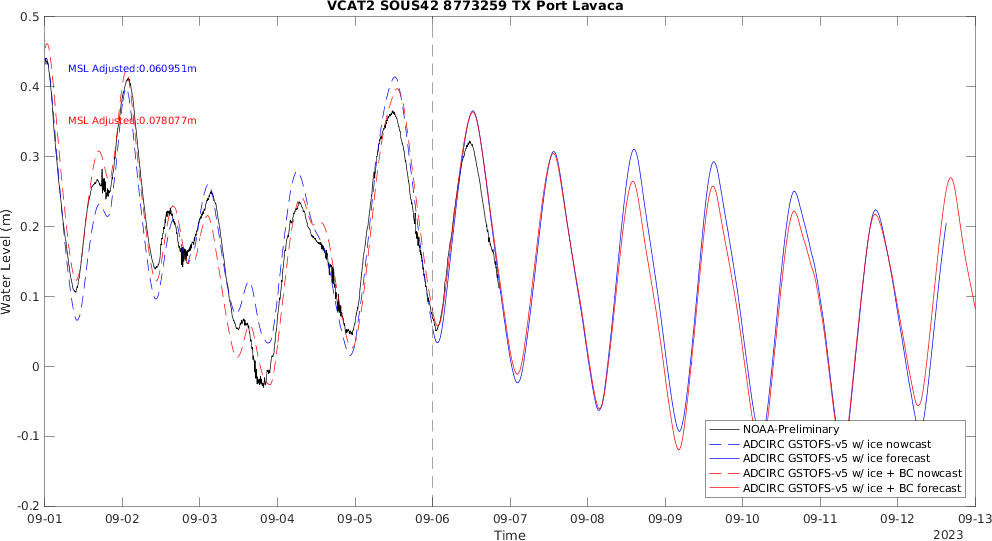 VCAT2 SOUS42 8773259 TX Port Lavaca
0.5
0.4
0.3
0.2
0.1
0
-0.1
-0.2
Water Level (m)
MSL Adjusted:0.060951m
MSL Adjusted:0.078077m
NOAA-Preliminary
ADCIRC GSTOFS-v5 w/ ice nowcast
ADCIRC GSTOFS-v5 w/ ice forecast
ADCIRC GSTOFS-v5 w/ ice + BC nowcast
ADCIRC GSTOFS-v5 w/ ice + BC forecast
09-01 09-02 09-03 09-04 09-05 09-06 09-07 09-08 09-09 09-10 09-11 09-12 09-13
Time
2023